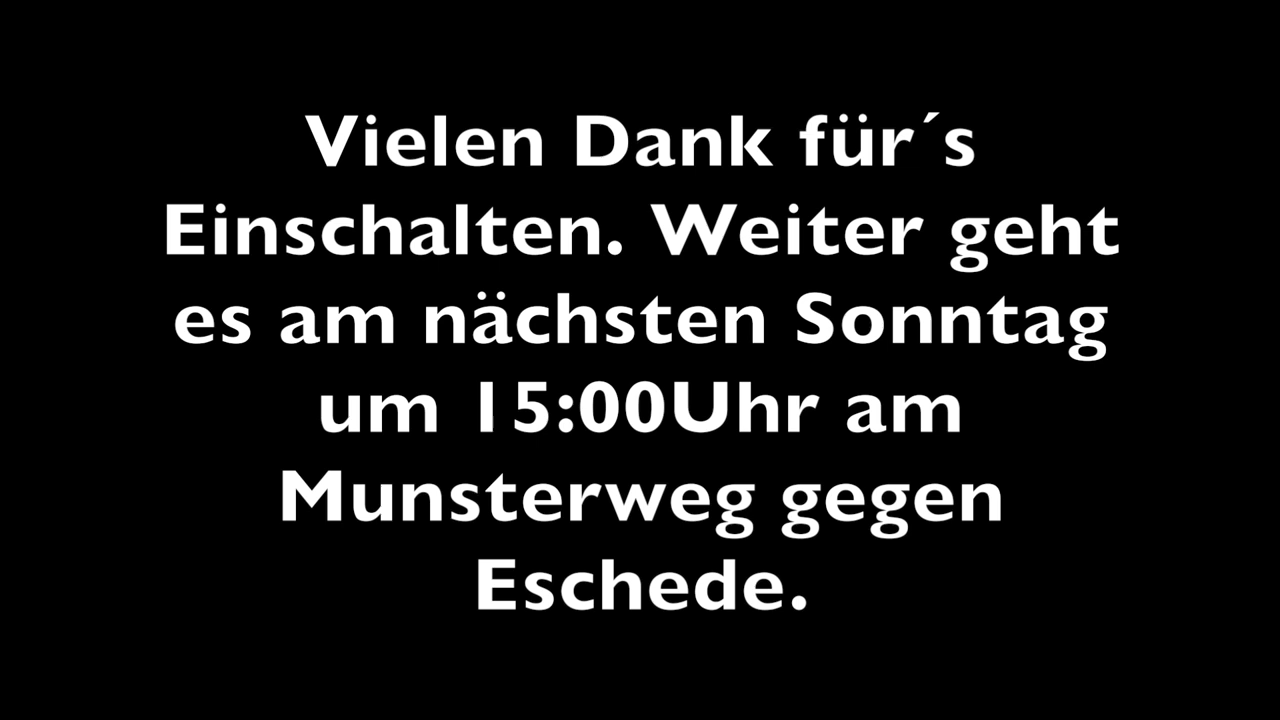 Vielen Dank für´s
Einschalten. Weiter geht
es am nächsten Sonntag
um 15:00Uhr am
Munsterweg gegen
Eschede.